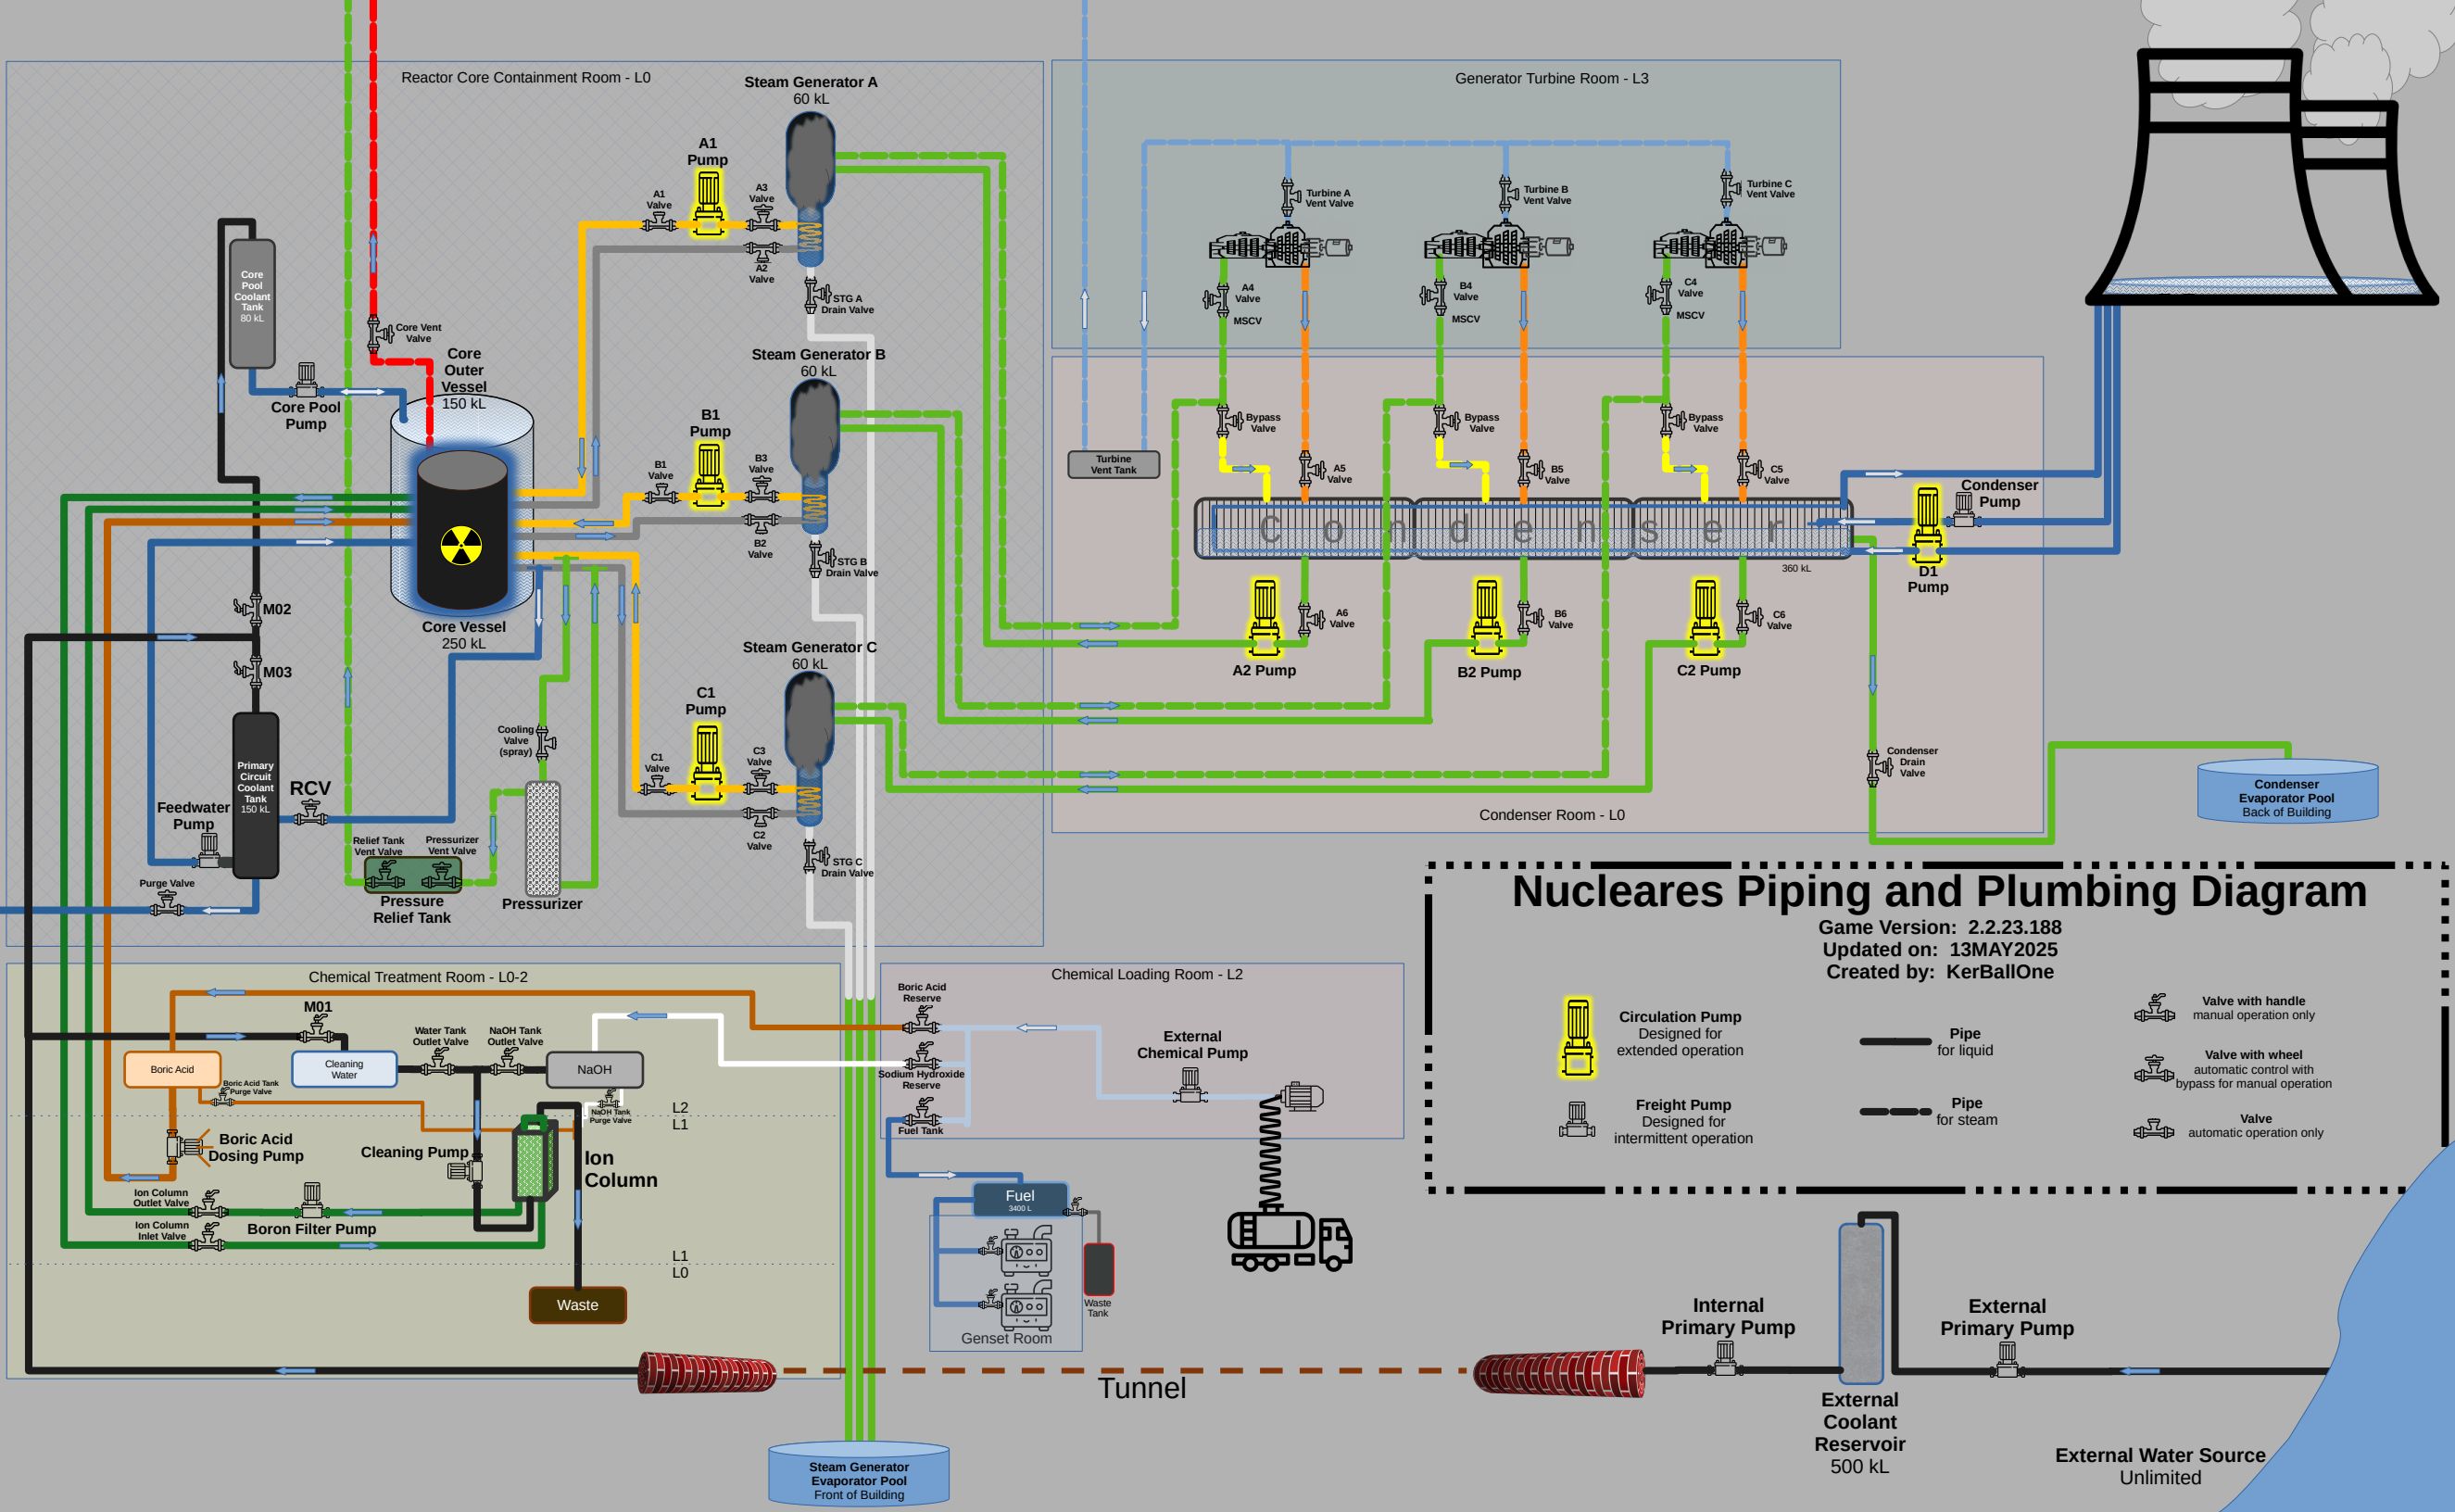 Reactor Core Containment Room - L0
Steam Generator A
60 kL
A1
Pump
A1
Valve
A3
Valve
A2
Valve
STG A
Drain Valve
Core
Pool
Coolant
Tank
80 kL
Core Vent
Valve
Core Pool
Pump
Core
Outer
Vessel
150 kL
Steam Generator B
60 kL
B1
Pump
B1
Valve
B3
Valve
B2
Valve
STG B
Drain Valve
M02
M03
Core Vessel
250 kL
Steam Generator C
60 kL
C1
Pump
C1
Valve
C3
Valve
C2
Valve
STG C
Drain Valve
Cooling
Valve
(spray)
Primary
Circuit
Coolant
Tank
150 kL
RCV
Feedwater
Pump
Relief Tank
Vent Valve
Pressurizer
Vent Valve
Purge Valve
Pressure
Relief Tank
Pressurizer
Generator Turbine Room - L3
Turbine A
Vent Valve
Turbine B
Vent Valve
Turbine C
Vent Valve
A4
Valve
MSCV
B4
Valve
MSCV
C4
Valve
MSCV
Turbine
Vent Tank
Bypass
Valve
Bypass
Valve
Bypass
Valve
A5
Valve
B5
Valve
C5
Valve
Condenser
360 kL
Condenser
Pump
D1
Pump
A6
Valve
B6
Valve
C6
Valve
A2 Pump
B2 Pump
C2 Pump
Condenser
Drain
Valve
Condenser Room - L0
Condenser
Evaporator Pool
Back of Building
Nucleares Piping and Plumbing Diagram
Game Version: 2.2.23.188
Updated on: 13MAY2025
Created by: KerBallOne
Circulation Pump
Designed for
extended operation
Freight Pump
Designed for
intermittent operation
Pipe
for liquid
Pipe
for steam
Valve with handle
manual operation only
Valve with wheel
automatic control with
bypass for manual operation
Valve
automatic operation only
Chemical Treatment Room - L0-2
M01
Water Tank
Outlet Valve
NaOH Tank
Outlet Valve
Boric Acid
Cleaning
Water
NaOH
Boric Acid Tank
Purge Valve
NaOH Tank
Purge Valve
L2
L1
Boric Acid
Dosing Pump
Cleaning Pump
Ion
Column
Ion Column
Outlet Valve
Ion Column
Inlet Valve
Boron Filter Pump
L1
L0
Waste
Chemical Loading Room - L2
Boric Acid
Reserve
Sodium Hydroxide
Reserve
Fuel Tank
External
Chemical Pump
Fuel
3400 L
Waste
Tank
Genset Room
Tunnel
Internal
Primary Pump
External
Primary Pump
External
Coolant
Reservoir
500 kL
External Water Source
Unlimited
Steam Generator
Evaporator Pool
Front of Building